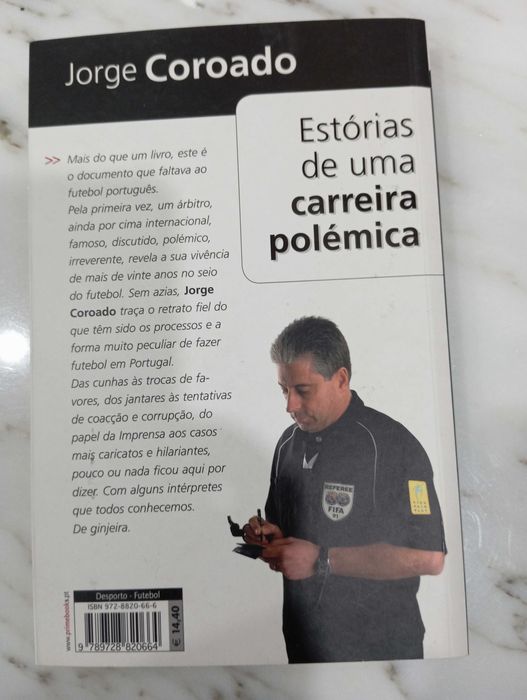 Jorge Coroado
Estórias
de uma
carreira
polémica
>> Mais do que um livro, este é
o documento que faltava ao
futebol português.
Pela primeira vez, um árbitro,
ainda por cima internacional,
famoso, discutido, polémico,
irreverente, revela a sua vivência
de mais de vinte anos no seio
do futebol. Sem azias, Jorge
Coroado traça o retrato fiel do
que têm sido os processos e a
forma muito peculiar de fazer
futebol em Portugal.
Das cunhas às trocas de fa-
vores, dos jantares às tentativas
de coacção e corrupção, do
papel da Imprensa aos casos
mais caricatos e hilariantes,
pouco ou nada ficou aqui por
dizer. Com alguns intérpretes
que todos conhecemos.
De ginjeira.
REFEREE
FIFA
91
www.primebooks.pt
Desporto - Futebol
ISBN 972-8820-66-6
9 789728 820664
€ 14,40